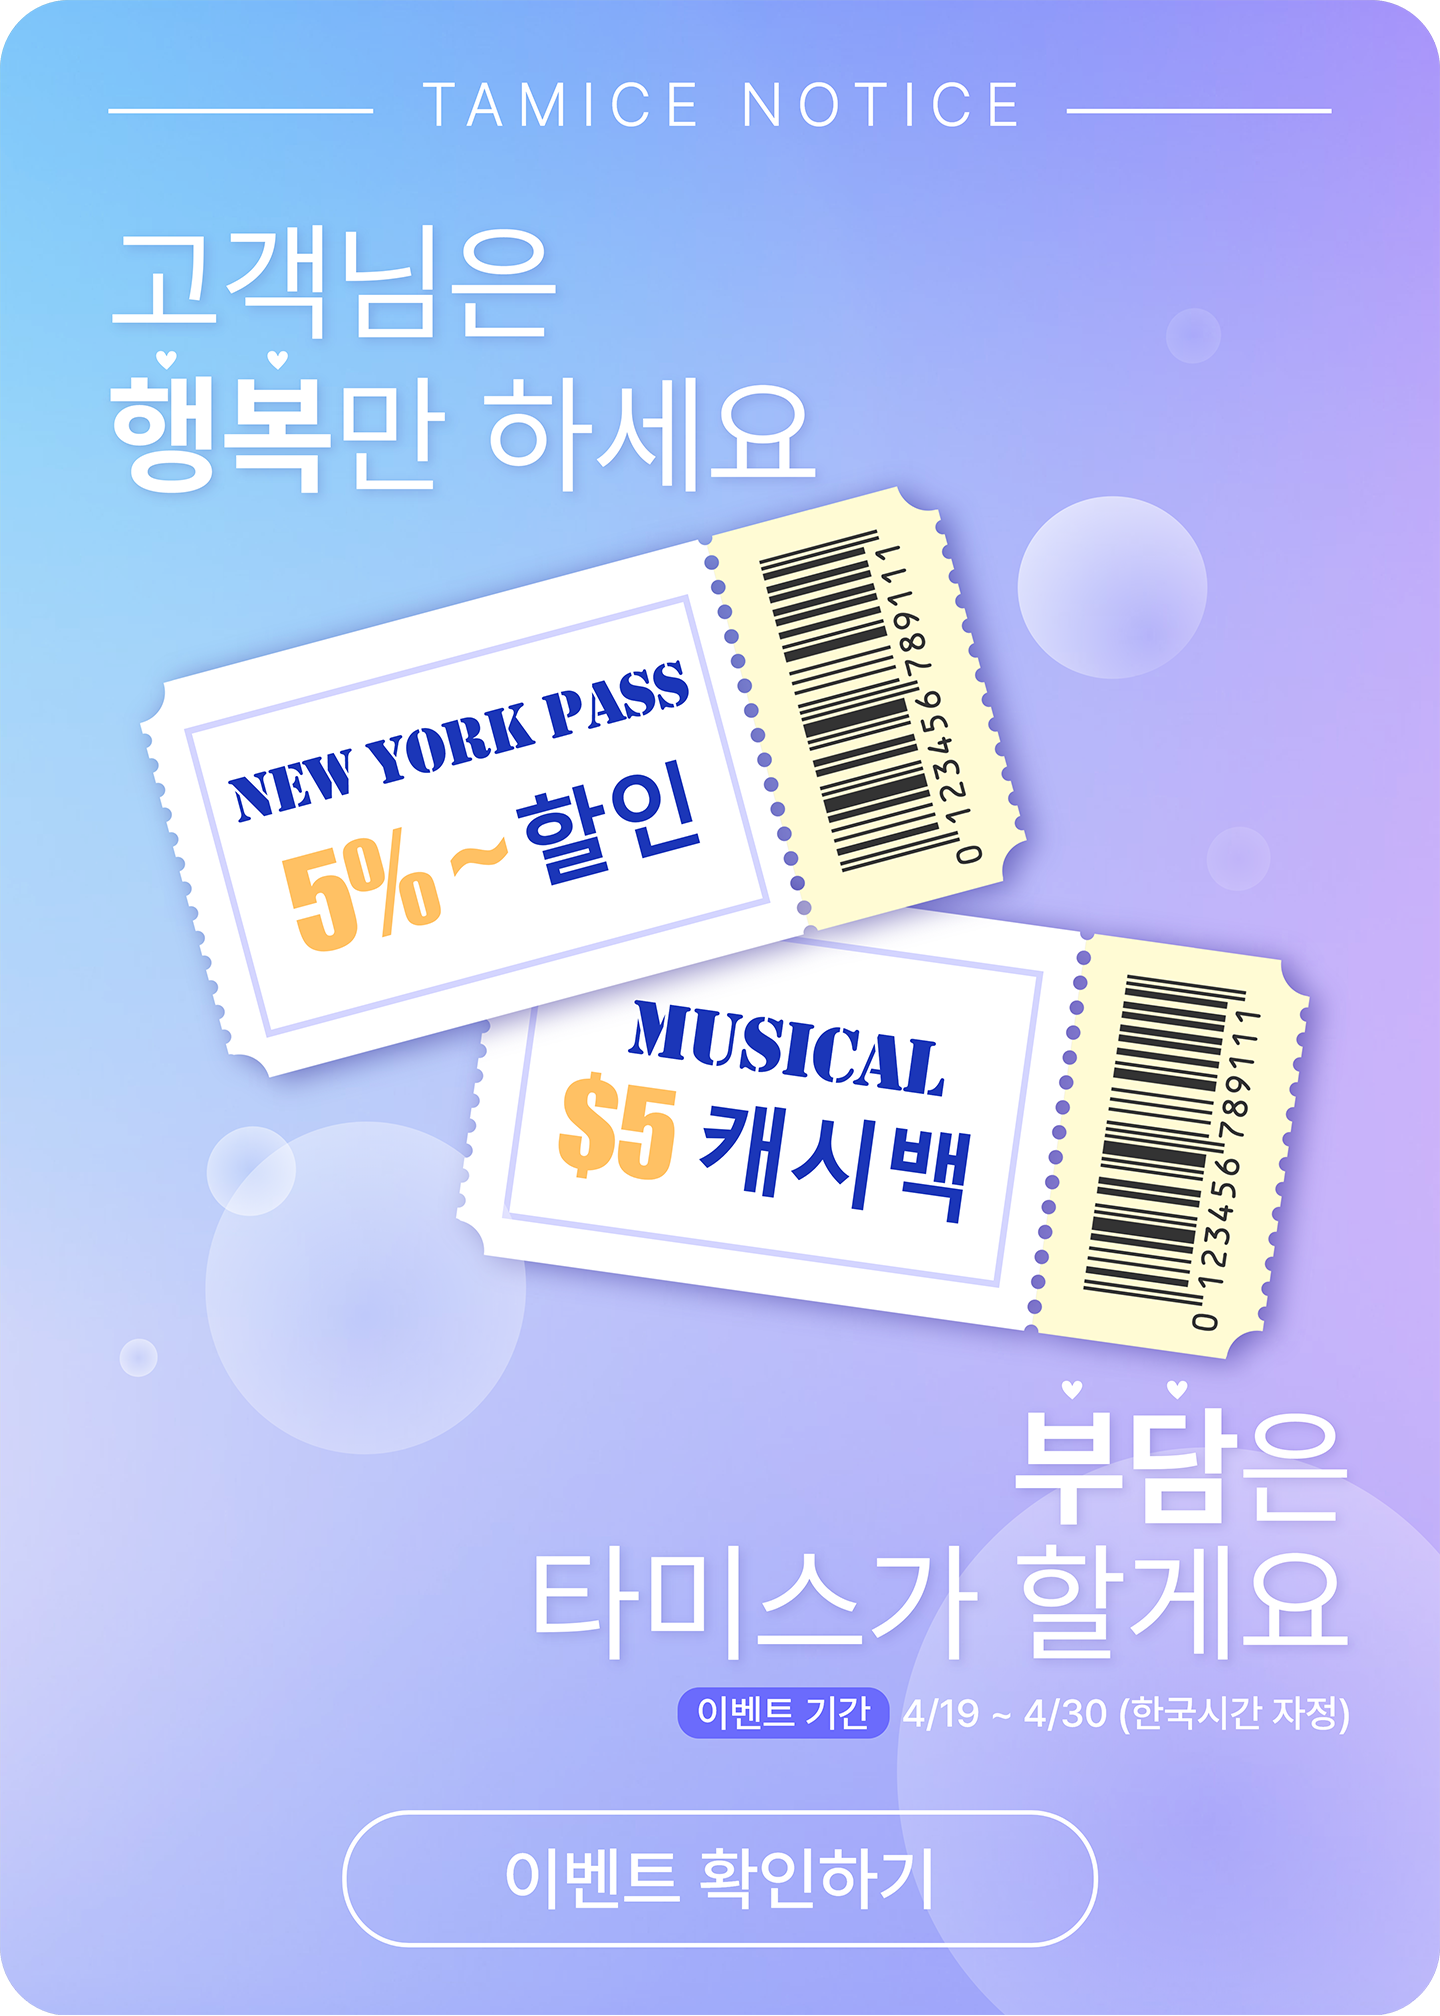 TAMICE NOTICE
고객님은
행복만 하세요
NEW YORK PASS
5%~할인
0 123456 789111
MUSICAL
$5 캐시백
0 123456 789111
부담은
타미스가 할게요
이벤트 기간 4/19 ~ 4/30 (한국시간 자정)
이벤트 확인하기